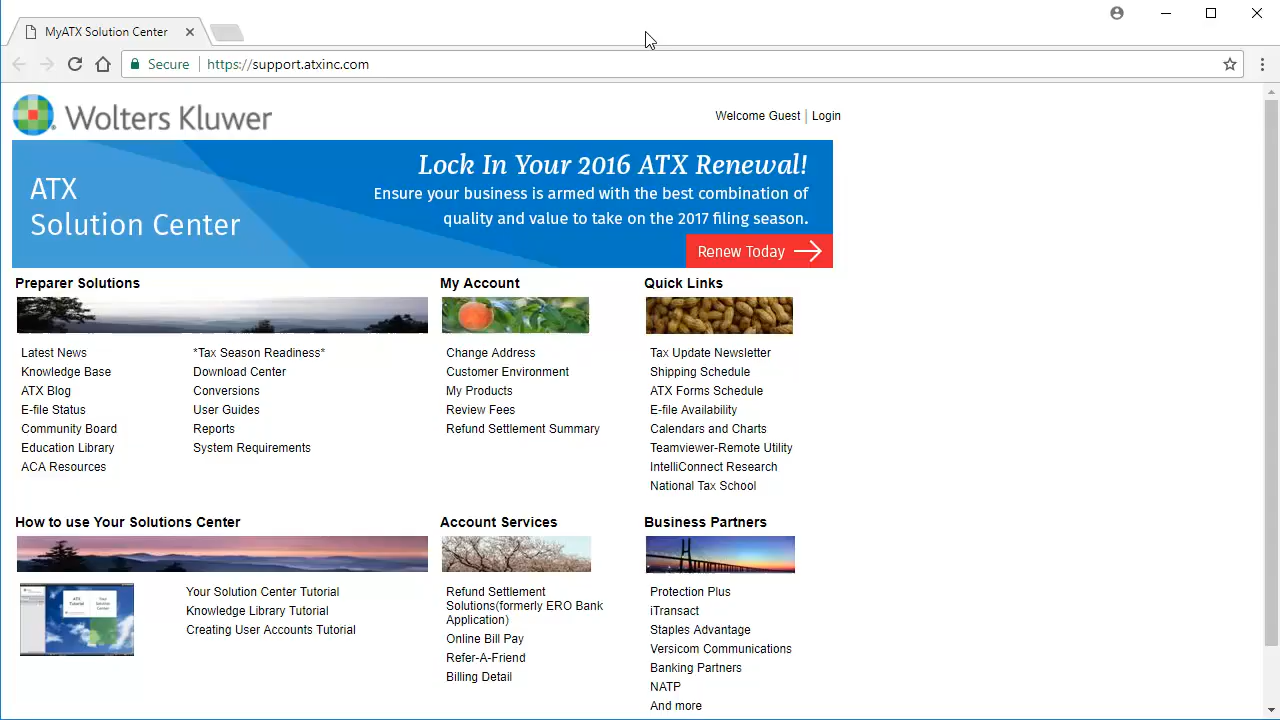 MyATX Solution Center
Secure
https://support.atxinc.com
Wolters Kluwer
Welcome Guest | Login
ATX
Solution Center
Lock In Your 2016 ATX Renewal!
Ensure your business is armed with the best combination of
quality and value to take on the 2017 filing season.
Renew Today
Preparer Solutions
Latest News
Knowledge Base
ATX Blog
E-file Status
Community Board
Education Library
ACA Resources
*Tax Season Readiness*
Download Center
Conversions
User Guides
Reports
System Requirements
My Account
Change Address
Customer Environment
My Products
Review Fees
Refund Settlement Summary
Quick Links
Tax Update Newsletter
Shipping Schedule
ATX Forms Schedule
E-file Availability
Calendars and Charts
Teamviewer-Remote Utility
IntelliConnect Research
National Tax School
How to use Your Solutions Center
ATX
Tutorial
Your
Solution
Center
Your Solution Center Tutorial
Knowledge Library Tutorial
Creating User Accounts Tutorial
Account Services
Refund Settlement
Solutions(formerly ERO Bank
Application)
Online Bill Pay
Refer-A-Friend
Billing Detail
Business Partners
Protection Plus
iTransact
Staples Advantage
Versicom Communications
Banking Partners
NATP
And more